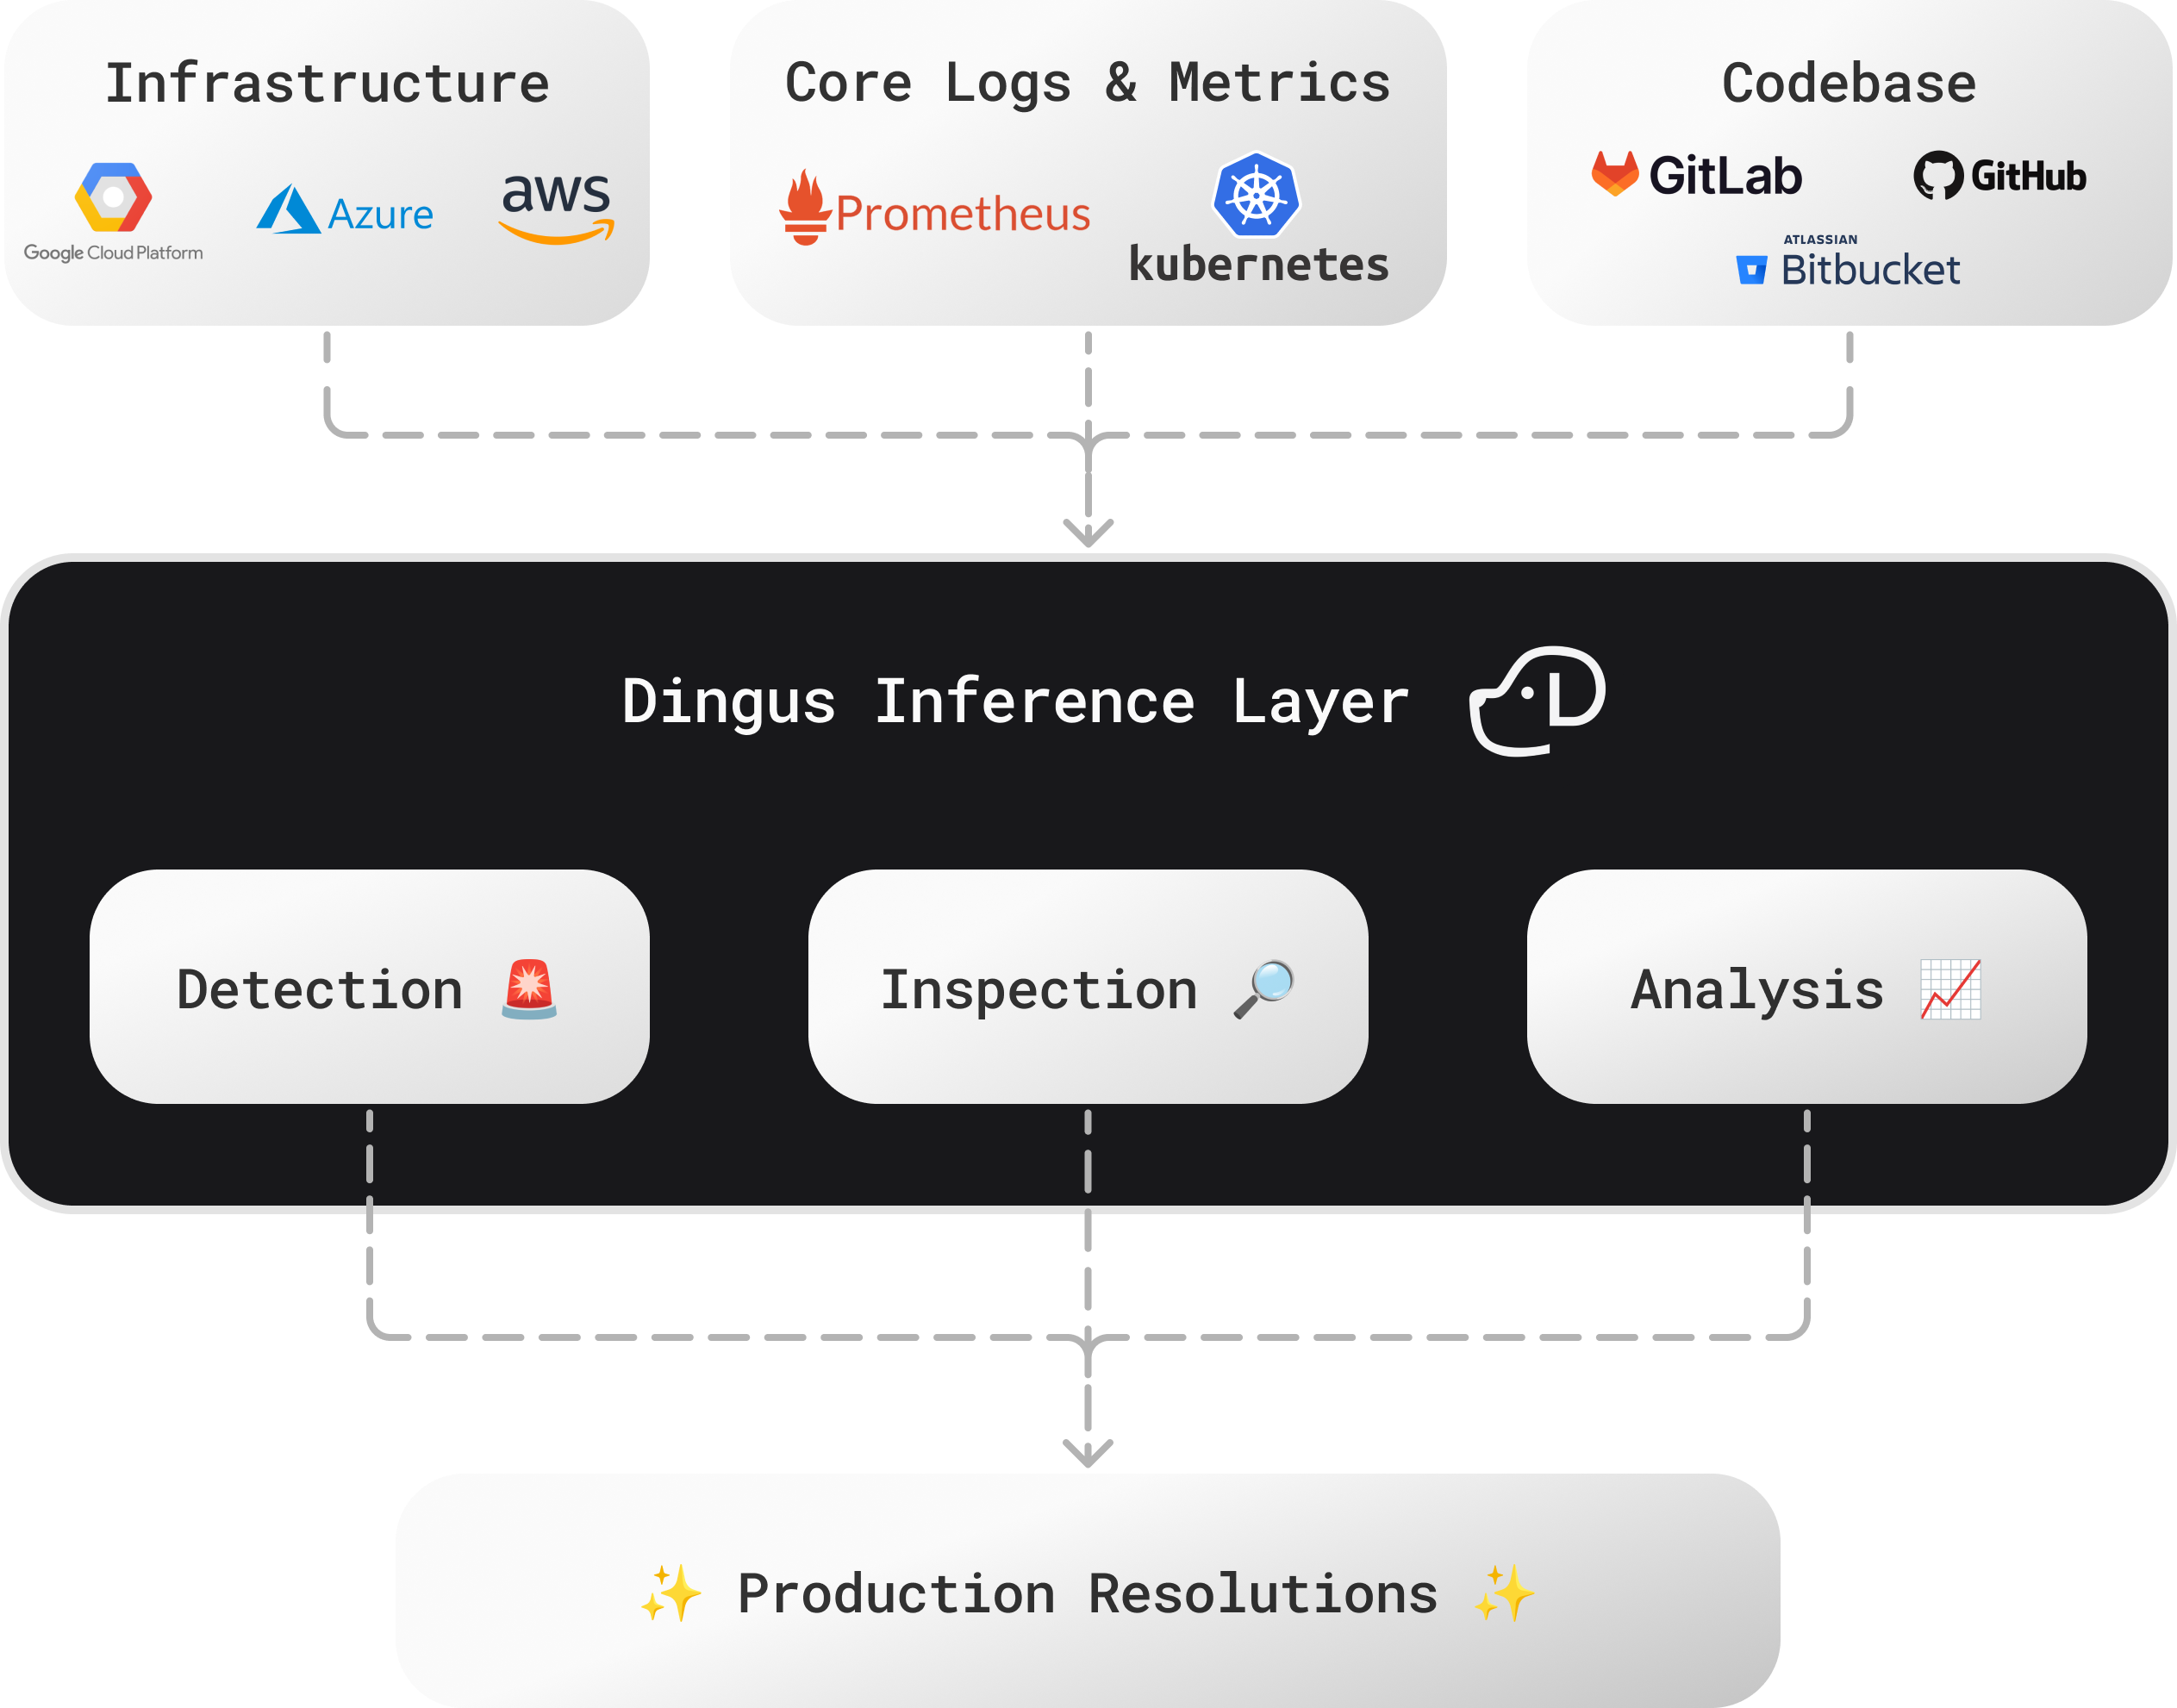 Infrastructure
Google Cloud Platform
Azure
aws
Core Logs & Metrics
Prometheus
kubernetes
Codebase
GitLab
GitHub
ATLASSIAN
Bitbucket
Dingus Inference Layer
Detection 🚨
Inspection 🔎
Analysis 📈
✨ Production Resolutions ✨